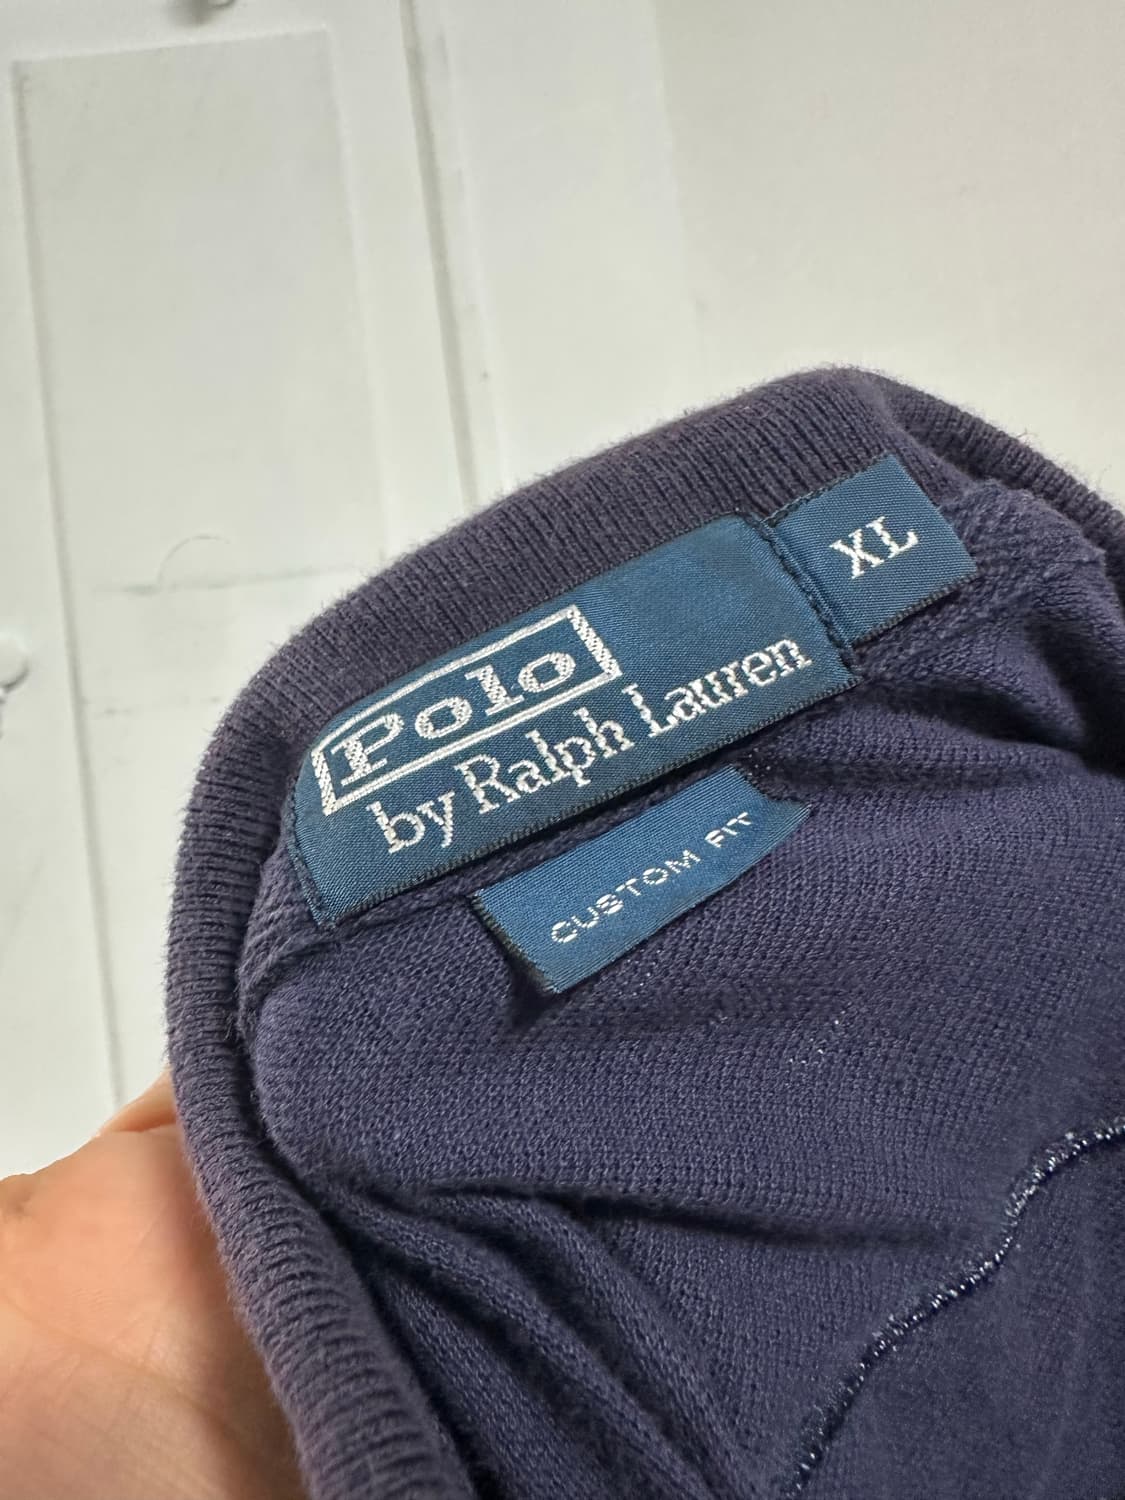 Polo
by Ralph Lauren
XL
CUSTOM FIT